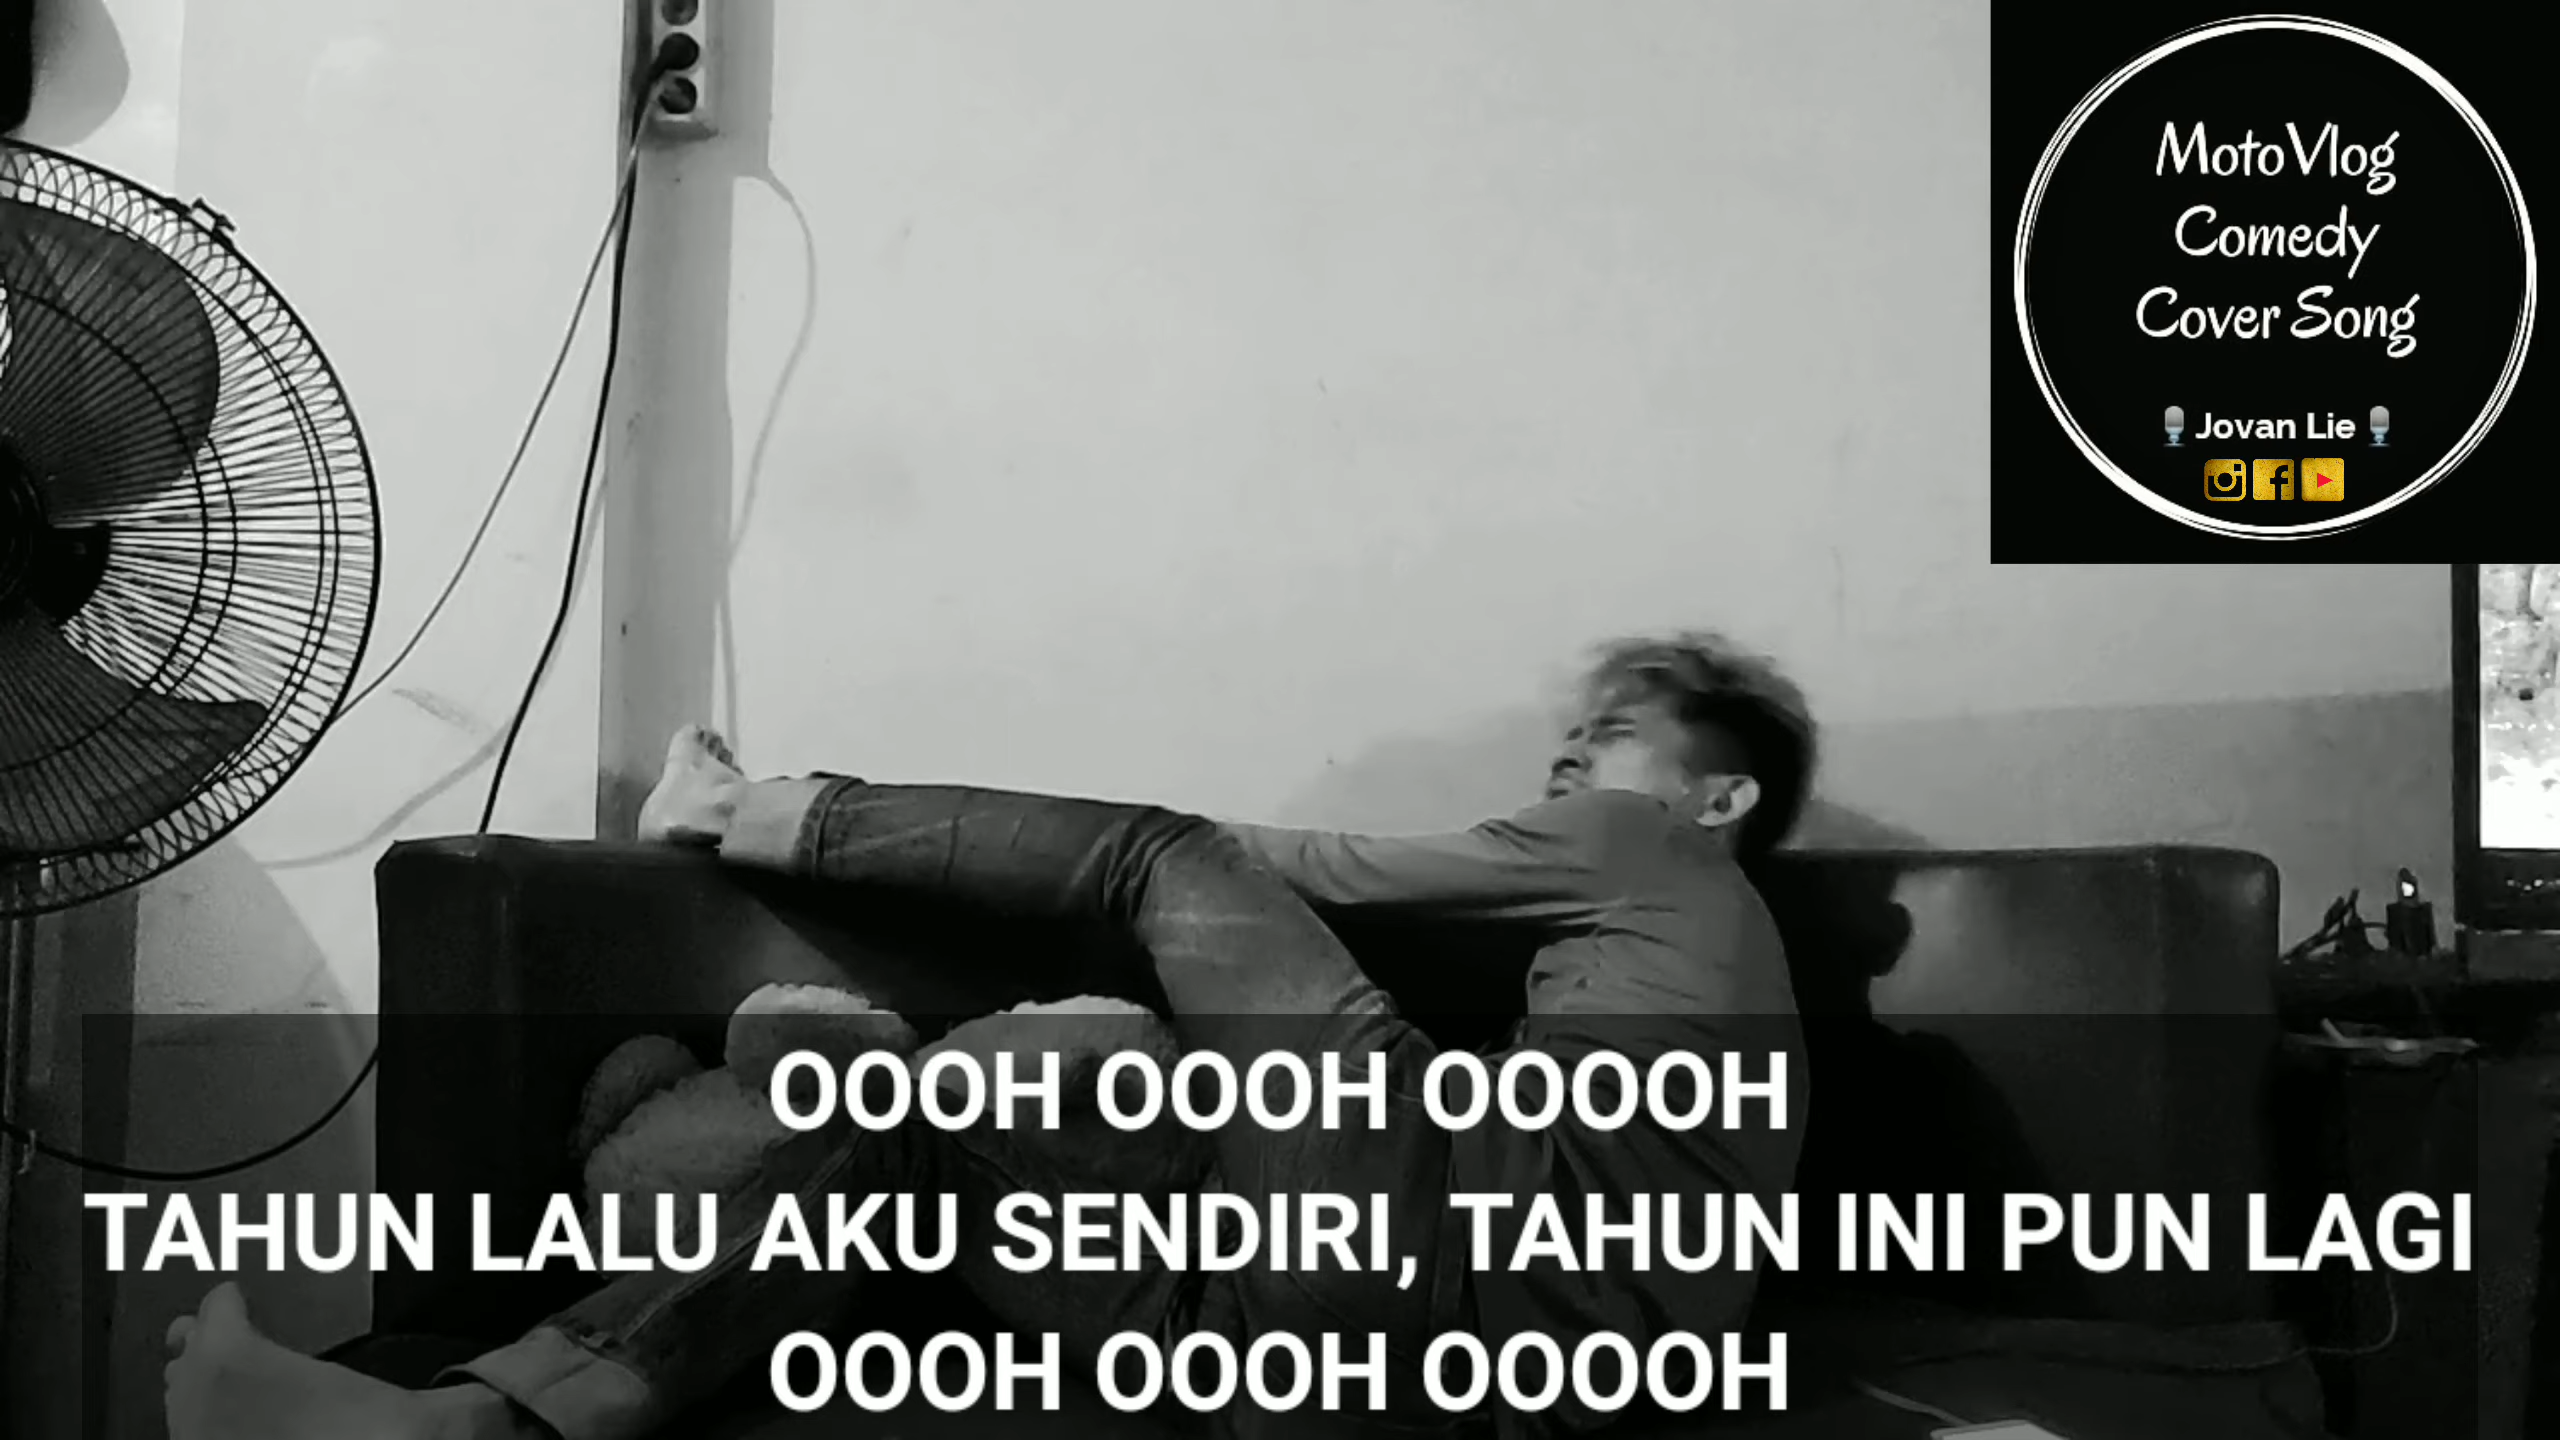 MotoVlog
Comedy
Cover Song
Jovan Lie
OOOH OOOH OOOOH
TAHUN LALU AKU SENDIRI, TAHUN INI PUN LAGI
OOOH OOOH OOOOH